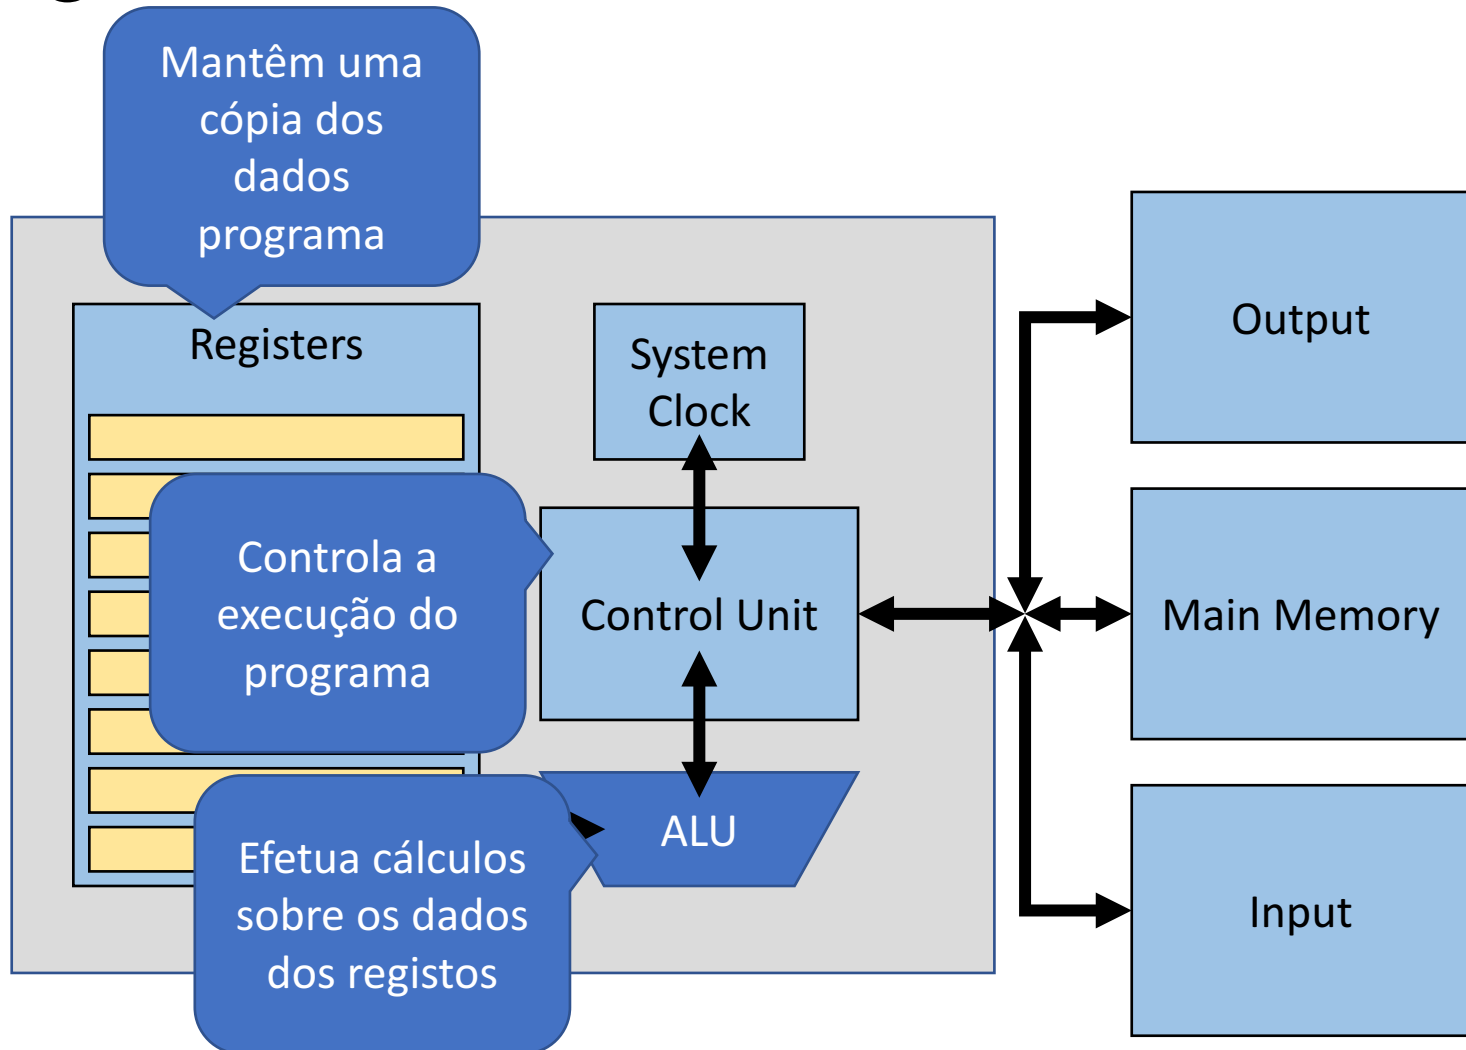 Mantêm uma
cópia dos
dados
programa
Registers
System
Clock
Output
Controla a
execução do
programa
Control Unit
Main Memory
Efetua cálculos
sobre os dados
dos registos
ALU
Input